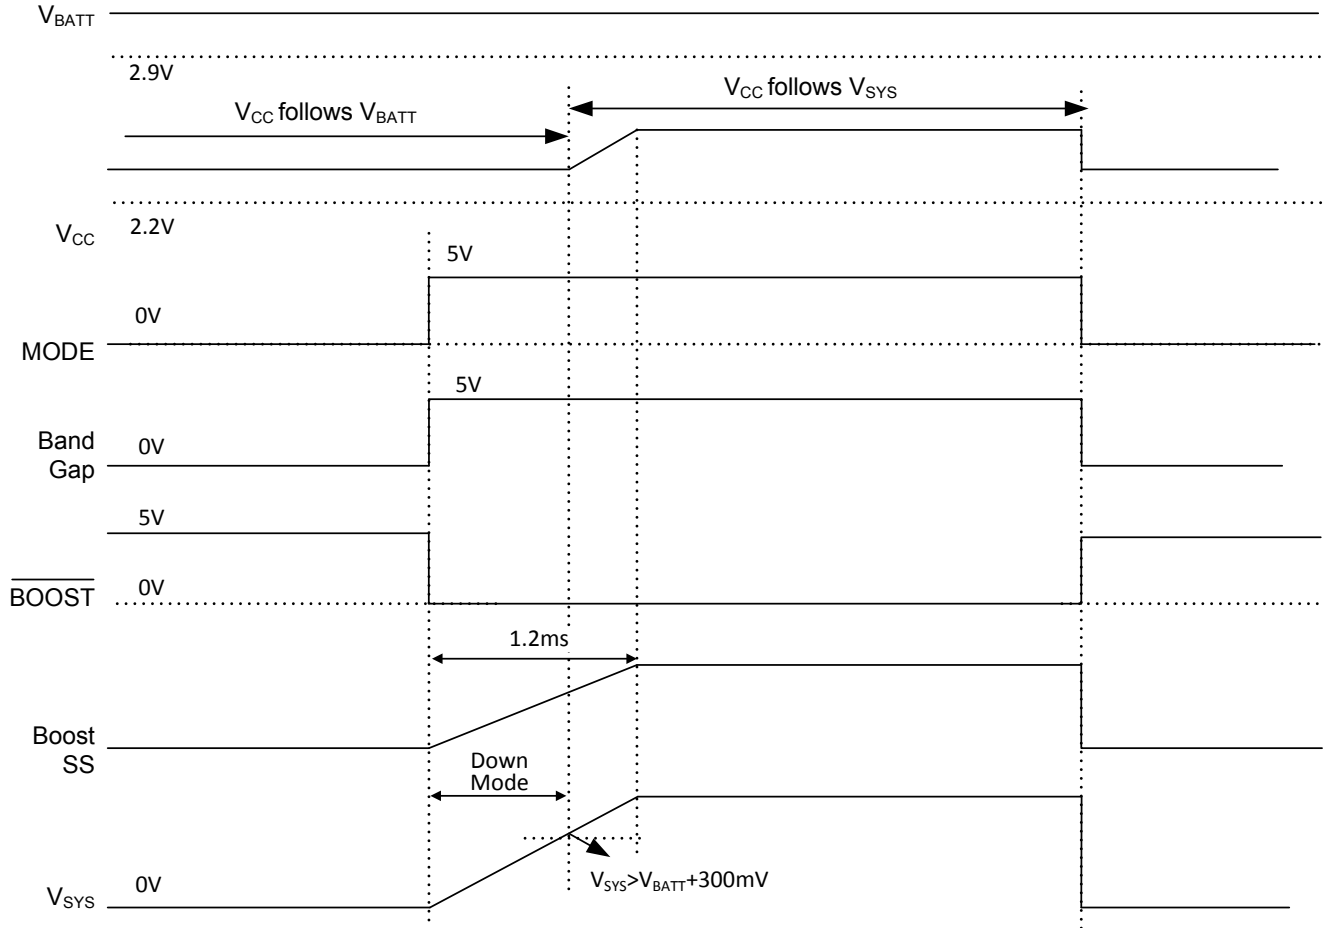 VBATT
2.9V
VCC follows VSYS
VCC follows VBATT
2.2V
VCC
5V
0V
MODE
5V
Band
Gap
0V
5V
BOOST
0V
1.2ms
Boost
SS
Down
Mode
VSYS>VBATT+300mV
0V
VSYS